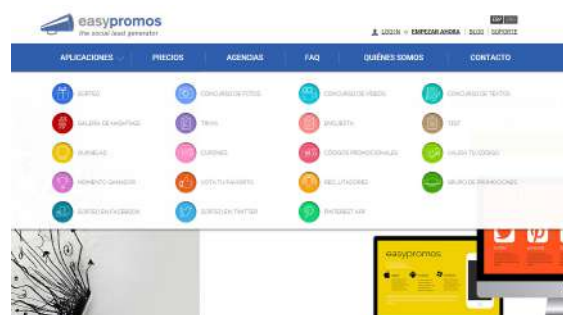 easypromos
the social lead generator
ESP
LOGIN o EMPEZAR AHORA | BLOG | SOPORTE
APLICACIONES PRECIOS AGENCIAS FAQ QUIÉNES SOMOS CONTACTO
SORTEO CONCURSO DE FOTOS CONCURSO DE VIDEOS CONCURSO DE TEXTOS
GALERÍA DE HASHTAGS TRIVIA ENCUESTA TEST
QUINIELAS CUPONES CÓDIGOS PROMOCIONALES VALIDA TU CÓDIGO
MOMENTO GANADOR VOTA TU FAVORITO RECLUTADORES GRUPO DE PROMOCIONES
SORTEO EN FACEBOOK SORTEO EN TWITTER PINTEREST APP
easypromos